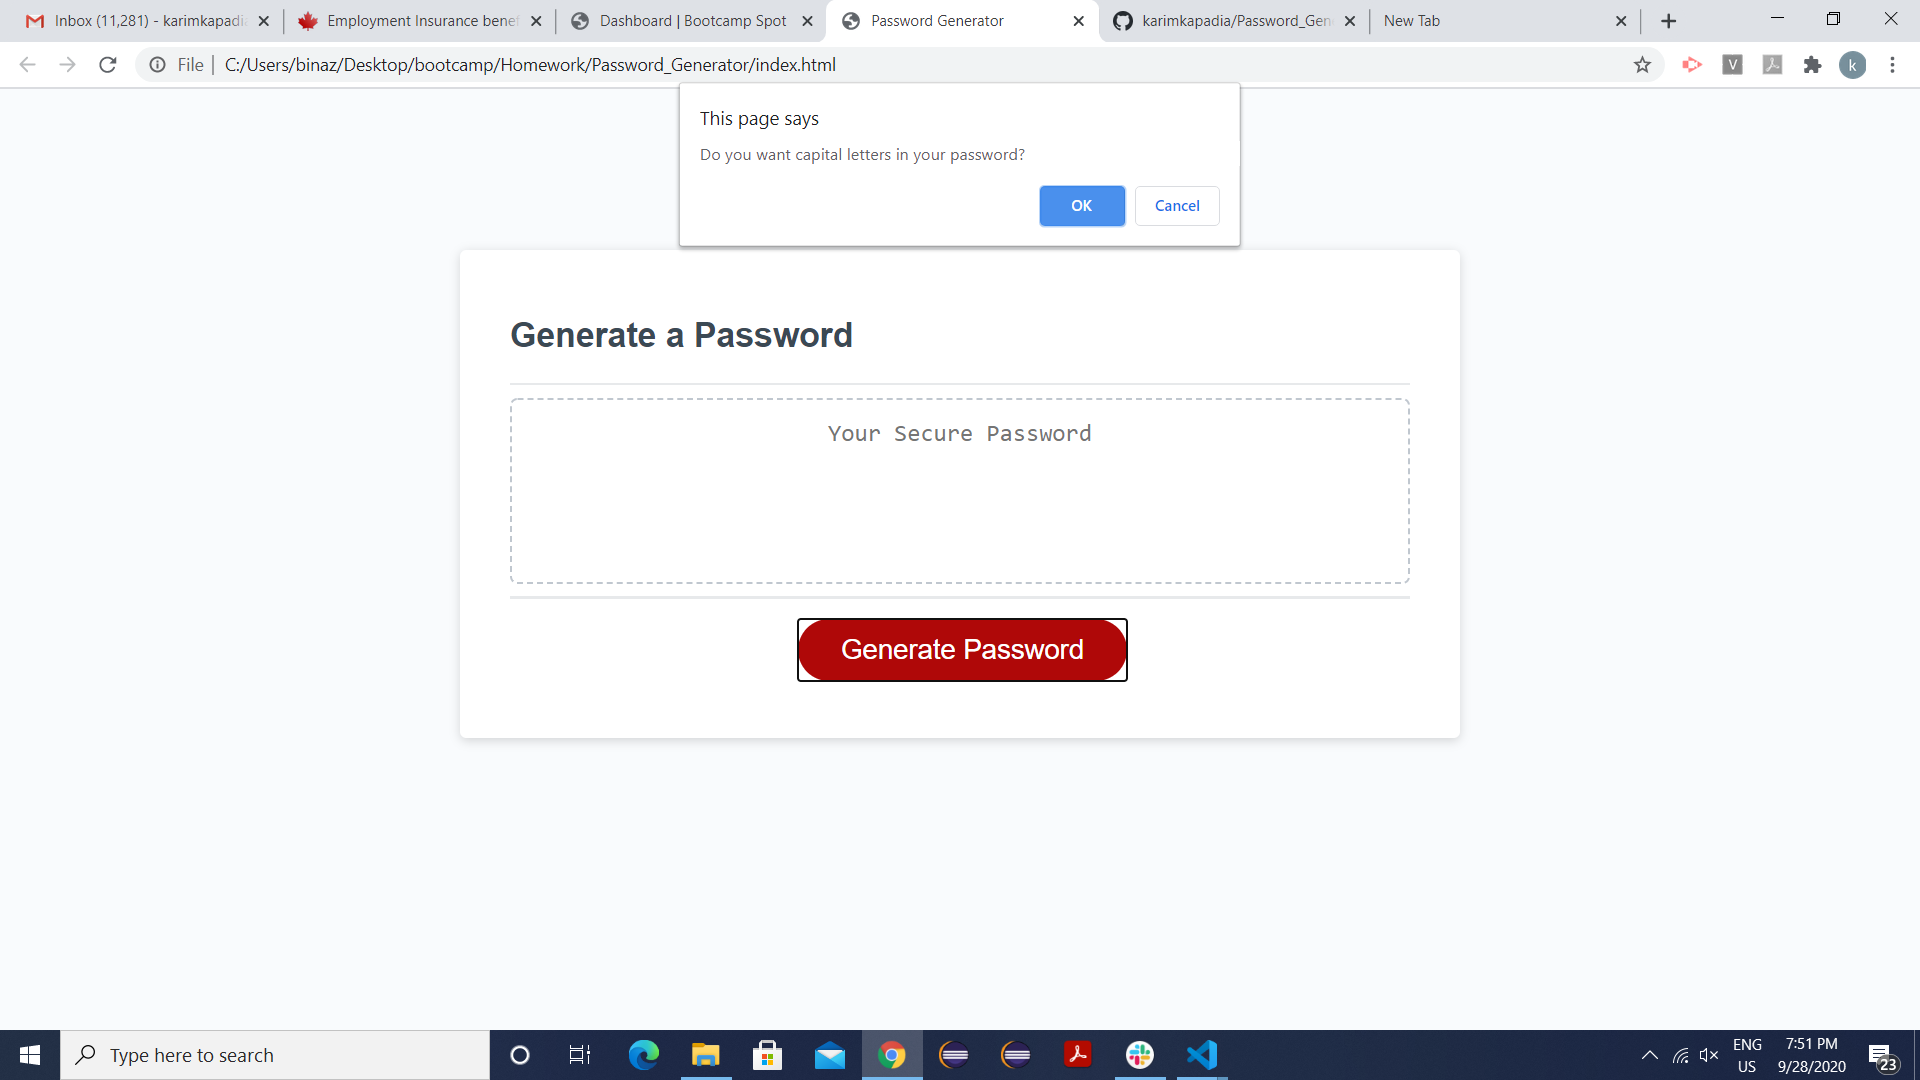 Inbox (11,281) - karimkapadi
Employment Insurance bene
Dashboard | Bootcamp Spot
Password Generator
karimkapadia/Password_Gen
New Tab
File
C:/Users/binaz/Desktop/bootcamp/Homework/Password_Generator/index.html
V
k
This page says
Do you want capital letters in your password?
OK
Cancel
Generate a Password
Your Secure Password
Generate Password
Type here to search
ENG
US
7:51 PM
9/28/2020
23